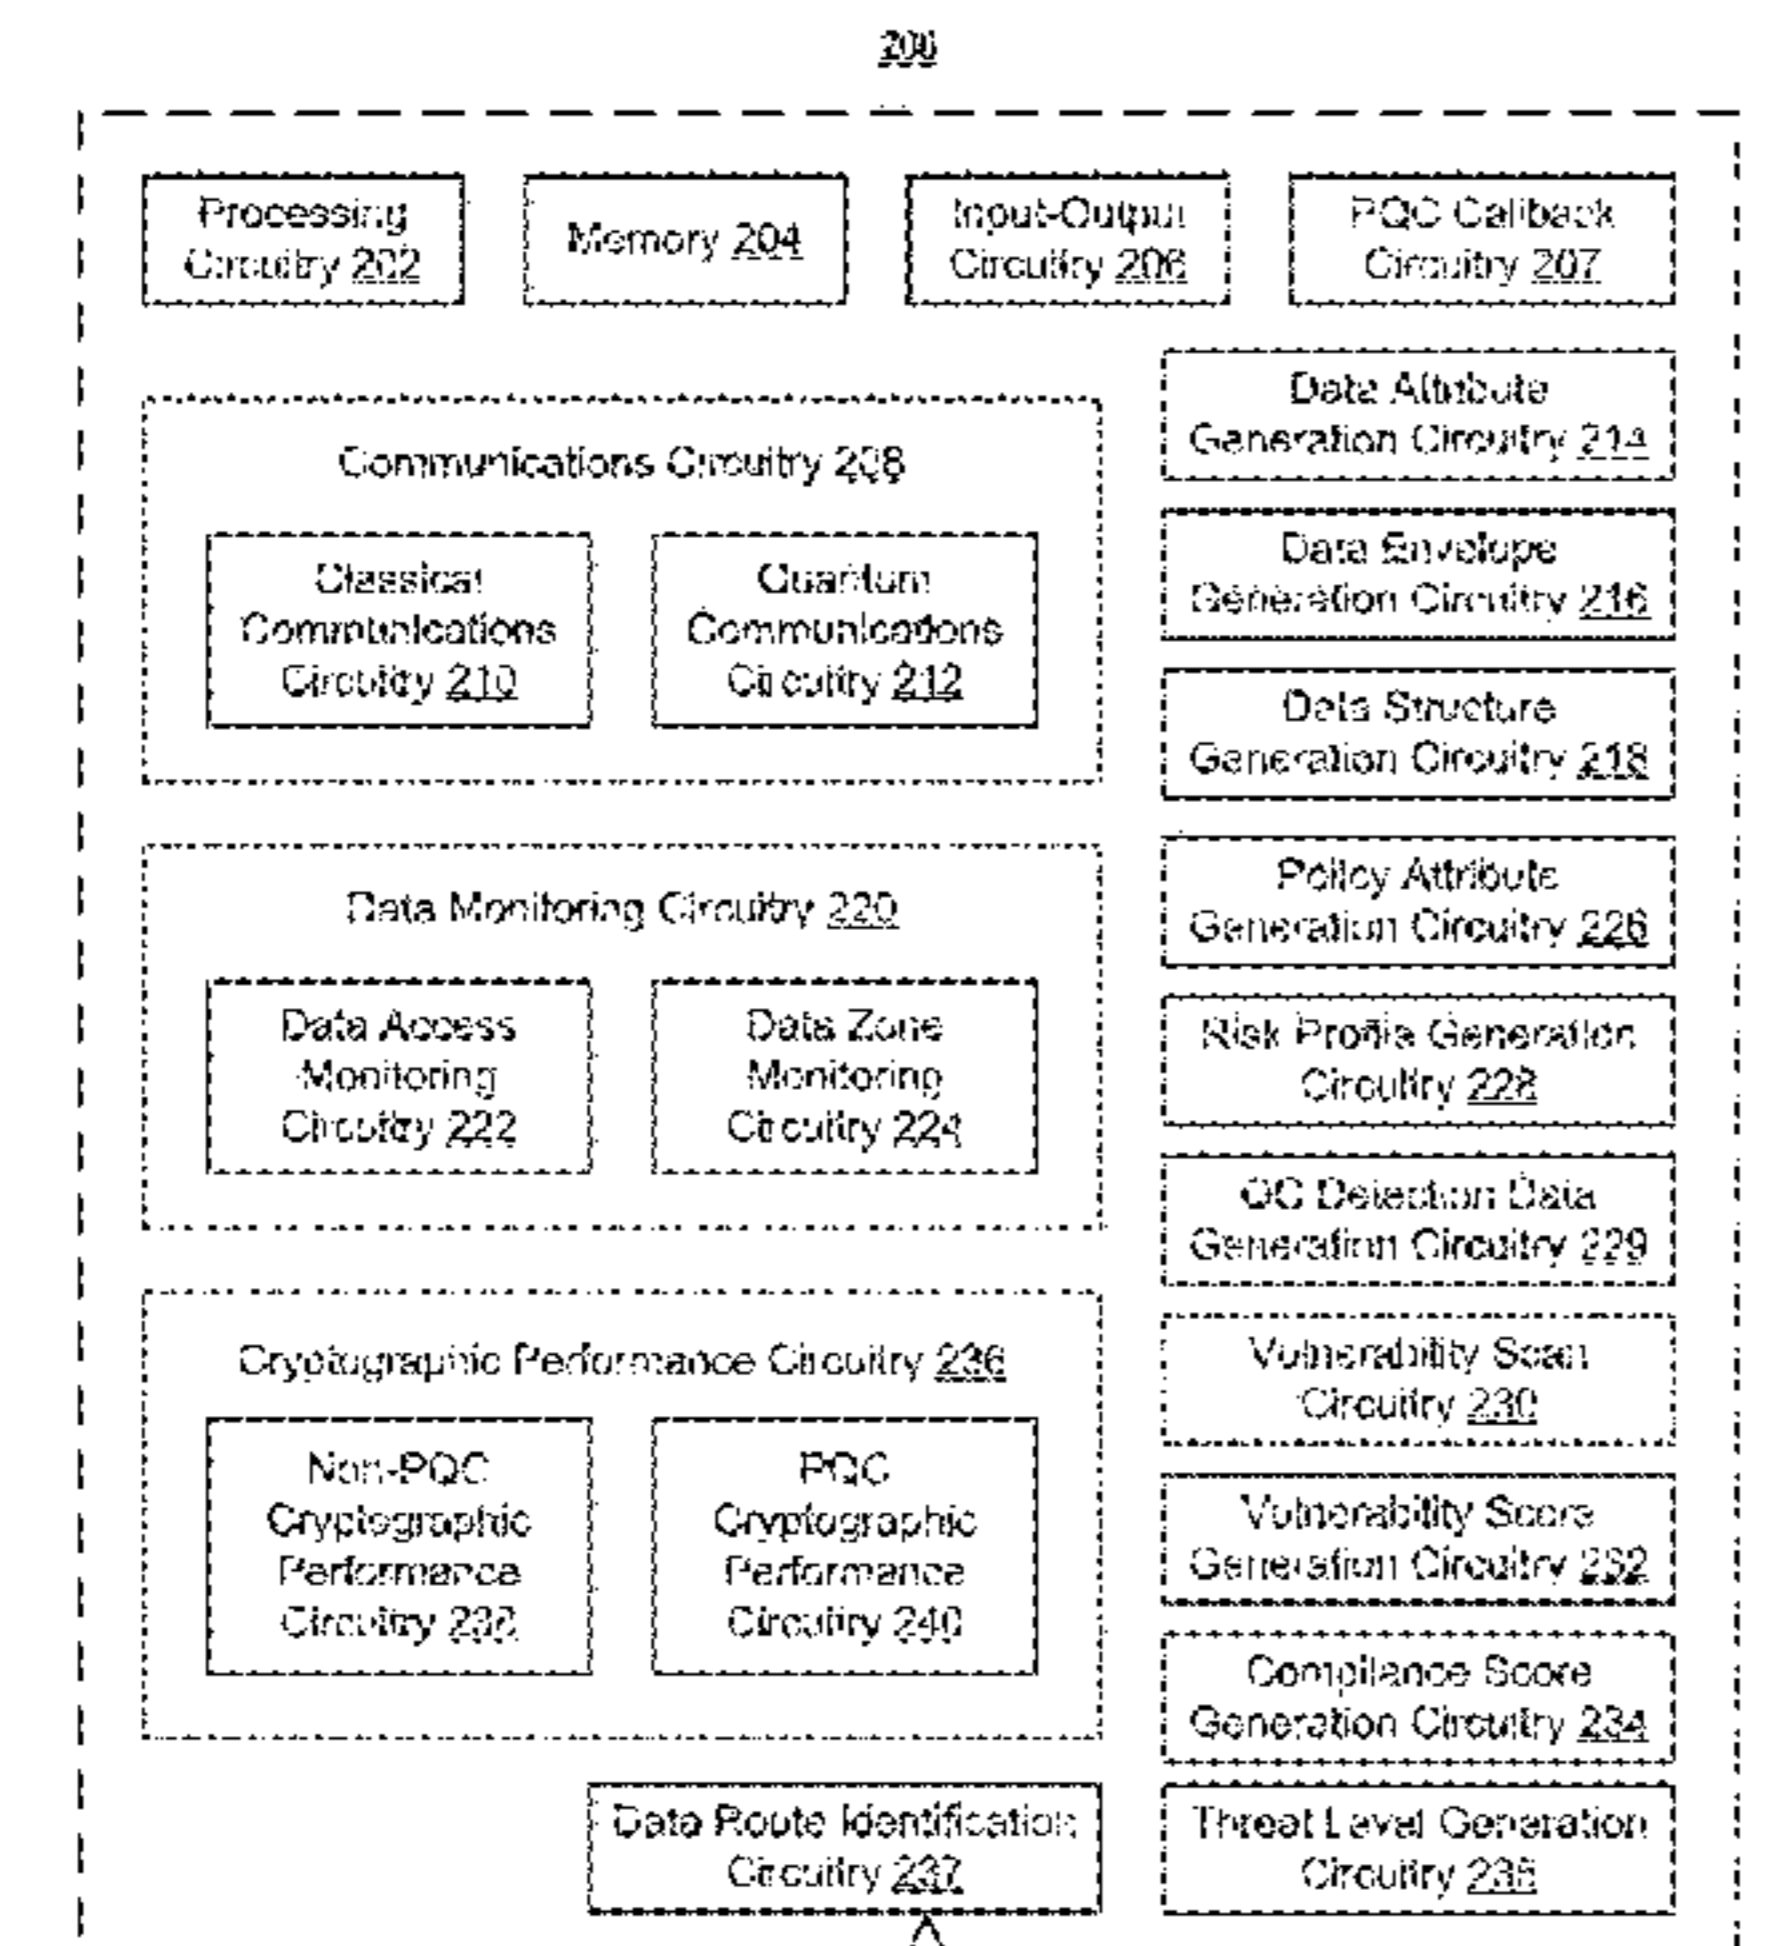 200
Processing
Circuitry 202
Memory 204
Input-Output
Circuitry 206
PQC Callback
Circuitry 207
Communications Circuitry 208
Classical
Communications
Circuitry 210
Quantum
Communications
Circuitry 212
Data Attribute
Generation Circuitry 214
Data Envelope
Generation Circuitry 216
Data Structure
Generation Circuitry 218
Data Monitoring Circuitry 220
Data Access
Monitoring
Circuitry 222
Data Zone
Monitoring
Circuitry 224
Policy Attribute
Generation Circuitry 226
Risk Profile Generation
Circuitry 228
QC Detection Data
Generation Circuitry 229
Vulnerability Scan
Circuitry 230
Vulnerability Score
Generation Circuitry 232
Compliance Score
Generation Circuitry 234
Threat Level Generation
Circuitry 235
Cryptographic Performance Circuitry 236
Non-PQC
Cryptographic
Performance
Circuitry 238
PQC
Cryptographic
Performance
Circuitry 240
Data Route Identification
Circuitry 237